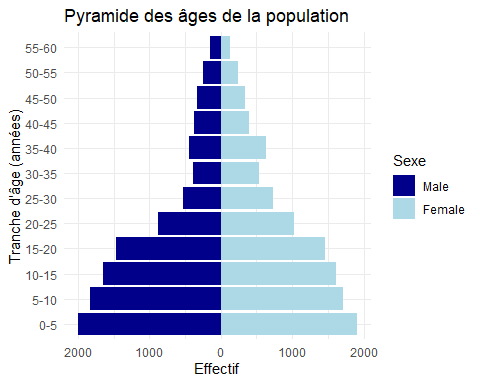 Pyramide des âges de la population
Tranche d'âge (années)
55-60
50-55
45-50
40-45
35-40
30-35
25-30
20-25
15-20
10-15
5-10
0-5
2000 1000 0 1000 2000
Effectif
Sexe
Male
Female